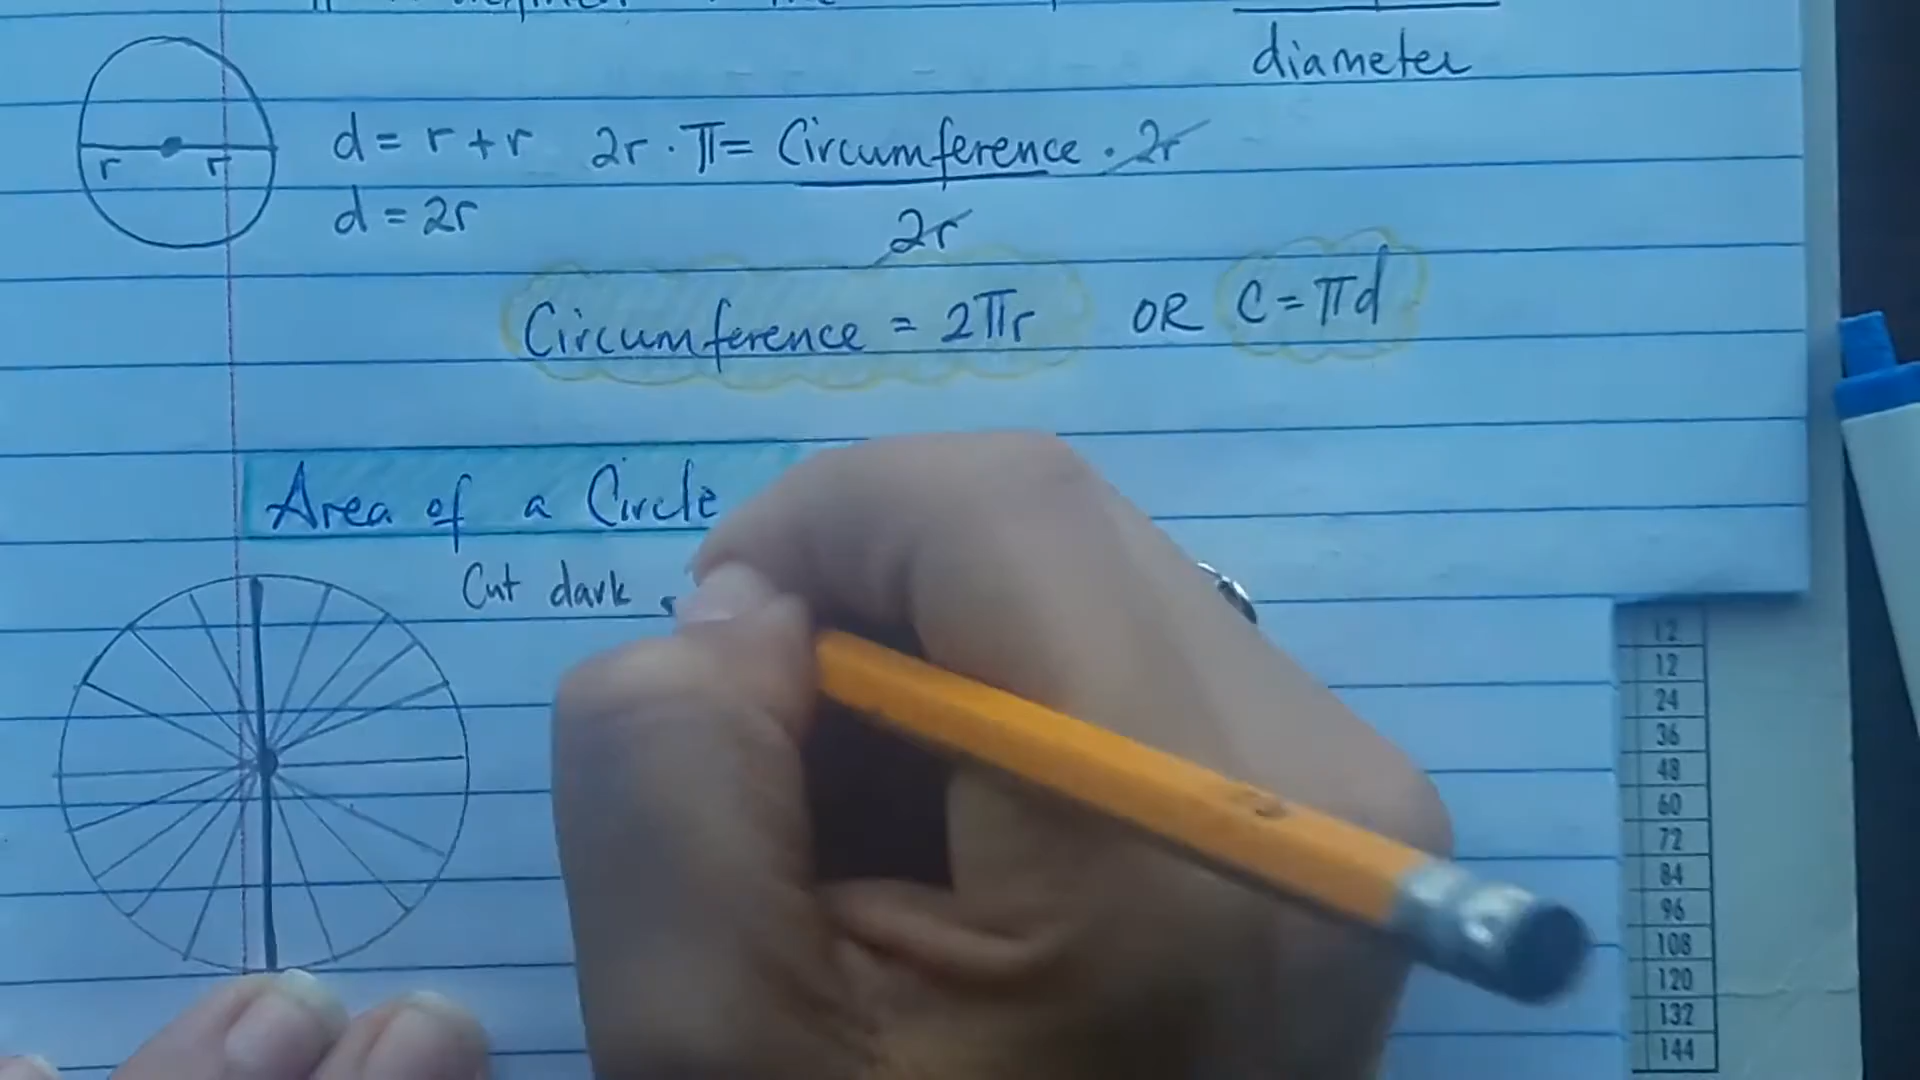 diameter
d = r + r 2r · π = Circumference · 2r
r r
d = 2r
2r
Circumference = 2πr OR C = πd
Area of a Circle
Cut dark
12
12
24
36
48
60
72
84
96
108
120
132
144